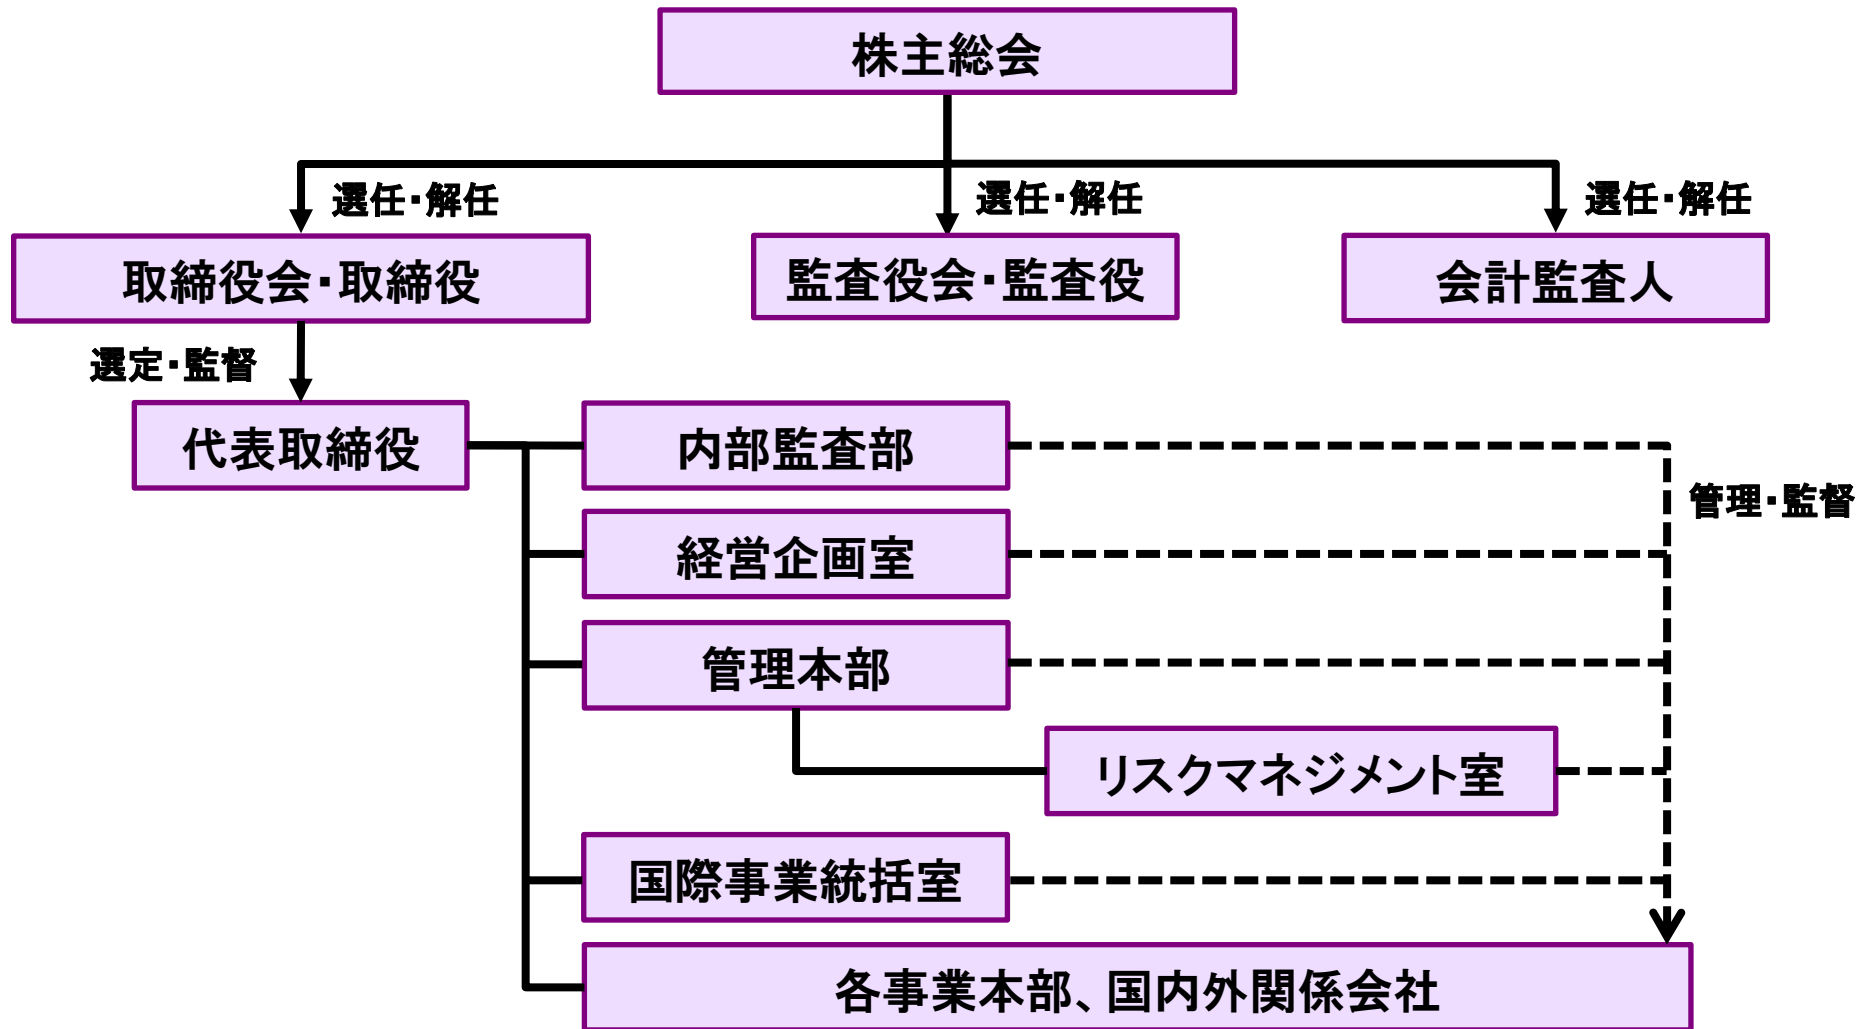 株主総会
選任・解任
選任・解任
選任・解任
取締役会・取締役
監査役会・監査役
会計監査人
選定・監督
代表取締役
内部監査部
管理・監督
経営企画室
管理本部
リスクマネジメント室
国際事業統括室
各事業本部、国内外関係会社